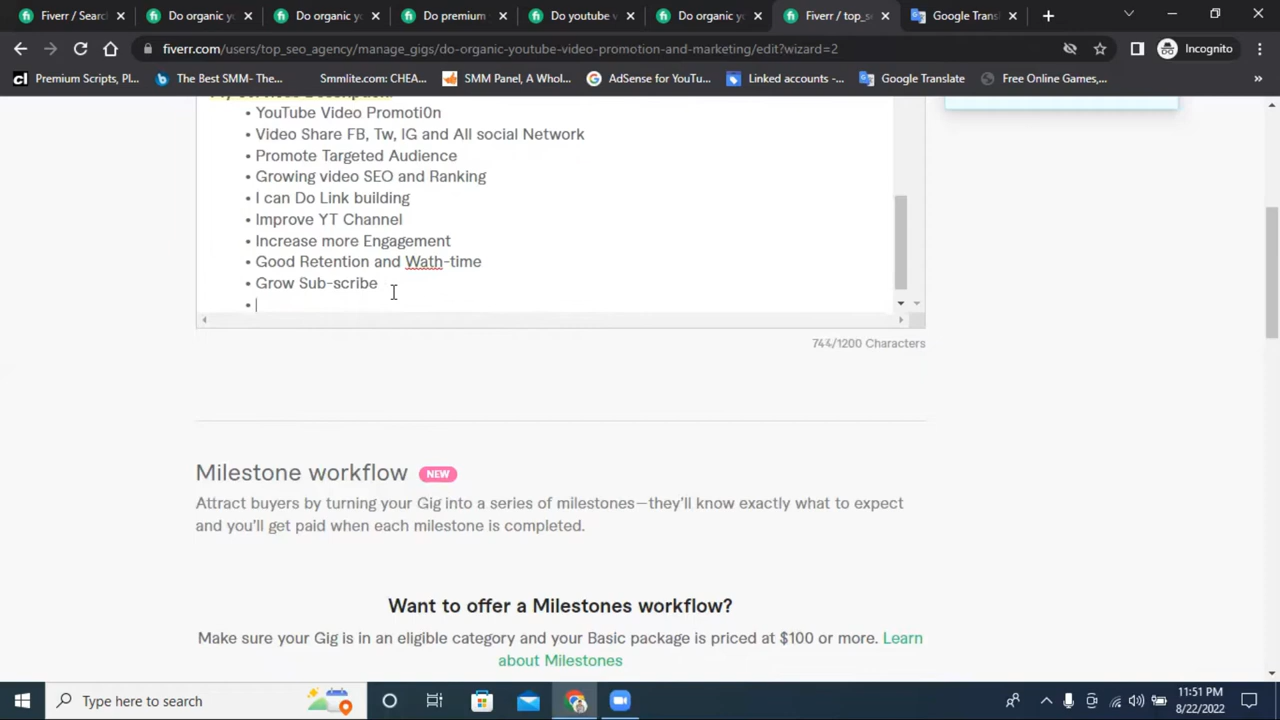 Fiverr / Sear
Do organic yo
Do organic yo
Do premium
Do youtube v
Do organic yo
Fiverr / top_s
Google Transl
fiverr.com/users/top_seo_agency/manage_gigs/do-organic-youtube-video-promotion-and-marketing/edit?wizard=2
Incognito
Premium Scripts, Pl...
The Best SMM- The...
Smmlite.com: CHEA...
SMM Panel, A Whol...
AdSense for YouTu...
Linked accounts -...
Google Translate
Free Online Games,...
»
• YouTube Video Promoti0n
• Video Share FB, Tw, IG and All social Network
• Promote Targeted Audience
• Growing video SEO and Ranking
• I can Do Link building
• Improve YT Channel
• Increase more Engagement
• Good Retention and Wath-time
• Grow Sub-scribe
•
744/1200 Characters
Milestone workflow NEW
Attract buyers by turning your Gig into a series of milestones—they'll know exactly what to expect
and you'll get paid when each milestone is completed.
Want to offer a Milestones workflow?
Make sure your Gig is in an eligible category and your Basic package is priced at $100 or more. Learn
about Milestones
Type here to search
11:51 PM
8/22/2022